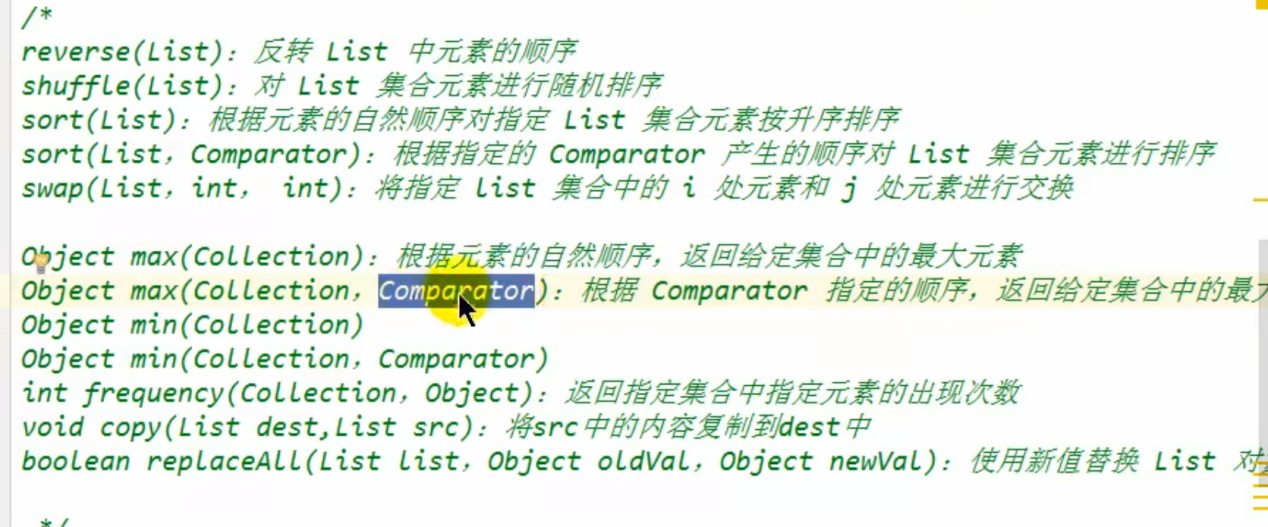 /*
reverse(List)：反转 List 中元素的顺序
shuffle(List)：对 List 集合元素进行随机排序
sort(List)：根据元素的自然顺序对指定 List 集合元素按升序排序
sort(List，Comparator)：根据指定的 Comparator 产生的顺序对 List 集合元素进行排序
swap(List，int， int)：将指定 list 集合中的 i 处元素和 j 处元素进行交换
Object max(Collection)：根据元素的自然顺序，返回给定集合中的最大元素
Object max(Collection，Comparator)：根据 Comparator 指定的顺序，返回给定集合中的最大
Object min(Collection)
Object min(Collection，Comparator)
int frequency(Collection，Object)：返回指定集合中指定元素的出现次数
void copy(List dest,List src)：将src中的内容复制到dest中
boolean replaceAll(List list，Object oldVal，Object newVal)：使用新值替换 List 对
*/